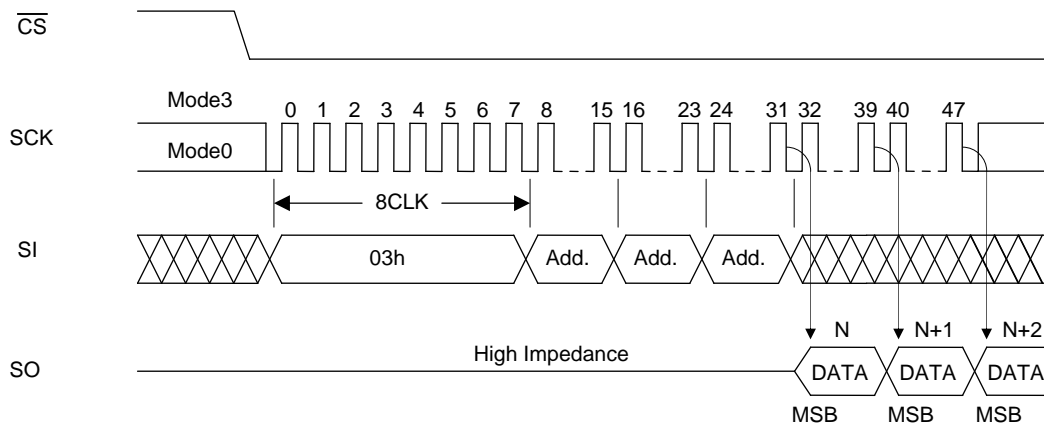 CS
Mode3
0 1 2 3 4 5 6 7 8 15 16 23 24 31 32 39 40 47
SCK
Mode0
8CLK
SI
03h Add. Add. Add.
N N+1 N+2
High Impedance
SO
DATA DATA DATA
MSB MSB MSB